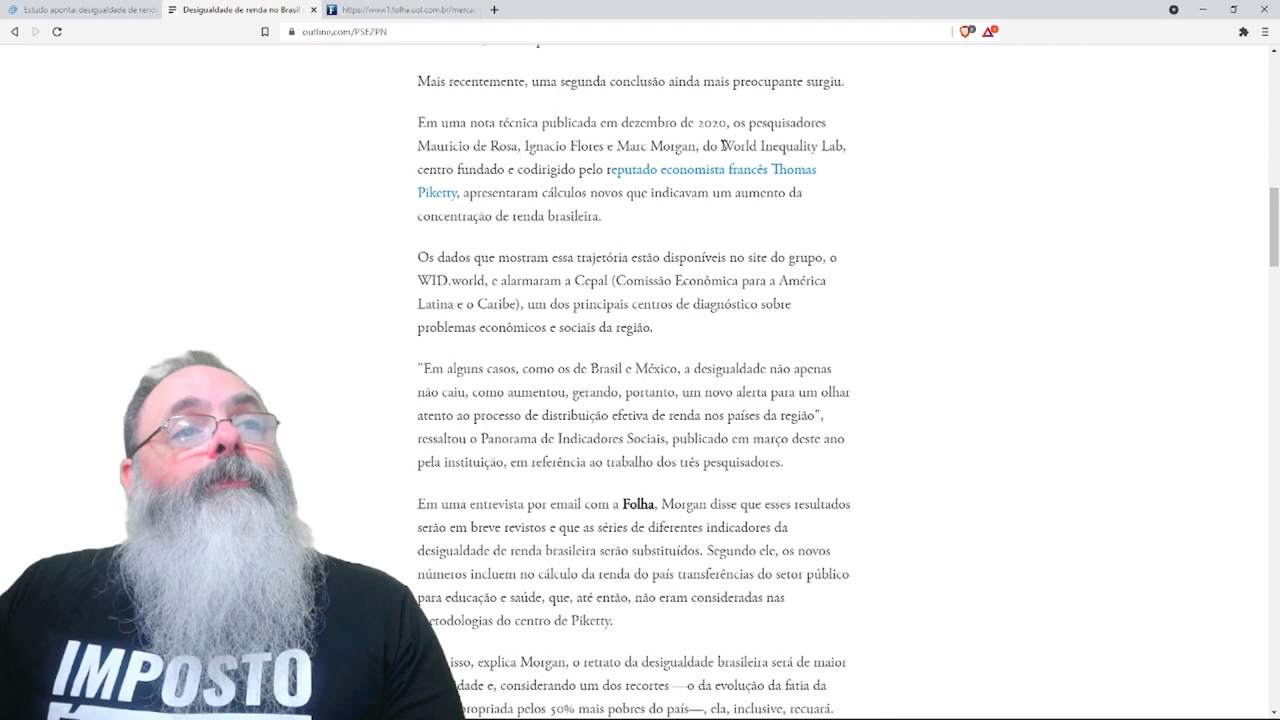 Estudo aponta: desigualdade de rend
Desigualdade de renda no Brasil
https://www1.folha.uol.com.br/merca
outline.com/PSEZPN
Mais recentemente, uma segunda conclusão ainda mais preocupante surgiu.
Em uma nota técnica publicada em dezembro de 2020, os pesquisadores
Mauricio de Rosa, Ignacio Flores e Marc Morgan, do World Inequality Lab,
centro fundado e codirigido pelo reputado economista francês Thomas
Piketty, apresentaram cálculos novos que indicavam um aumento da
concentração de renda brasileira.
Os dados que mostram essa trajetória estão disponíveis no site do grupo, o
WID.world, e alarmaram a Cepal (Comissão Econômica para a América
Latina e o Caribe), um dos principais centros de diagnóstico sobre
problemas econômicos e sociais da região.
"Em alguns casos, como os de Brasil e México, a desigualdade não apenas
não caiu, como aumentou, gerando, portanto, um novo alerta para um olhar
atento ao processo de distribuição efetiva de renda nos países da região”,
ressaltou o Panorama de Indicadores Sociais, publicado em março deste ano
pela instituição, em referência ao trabalho dos três pesquisadores.
Em uma entrevista por email com a Folha, Morgan disse que esses resultados
serão em breve revistos e que as séries de diferentes indicadores da
desigualdade de renda brasileira serão substituídos. Segundo ele, os novos
números incluem no cálculo da renda do país transferências do setor público
para educação e saúde, que, até então, não eram consideradas nas
etodologias do centro de Piketty.
isso, explica Morgan, o retrato da desigualdade brasileira será de maior
dade e, considerando um dos recortes —o da evolução da fatia da
propriada pelos 50% mais pobres do país—, ela, inclusive, recuará.
IMPOSTO